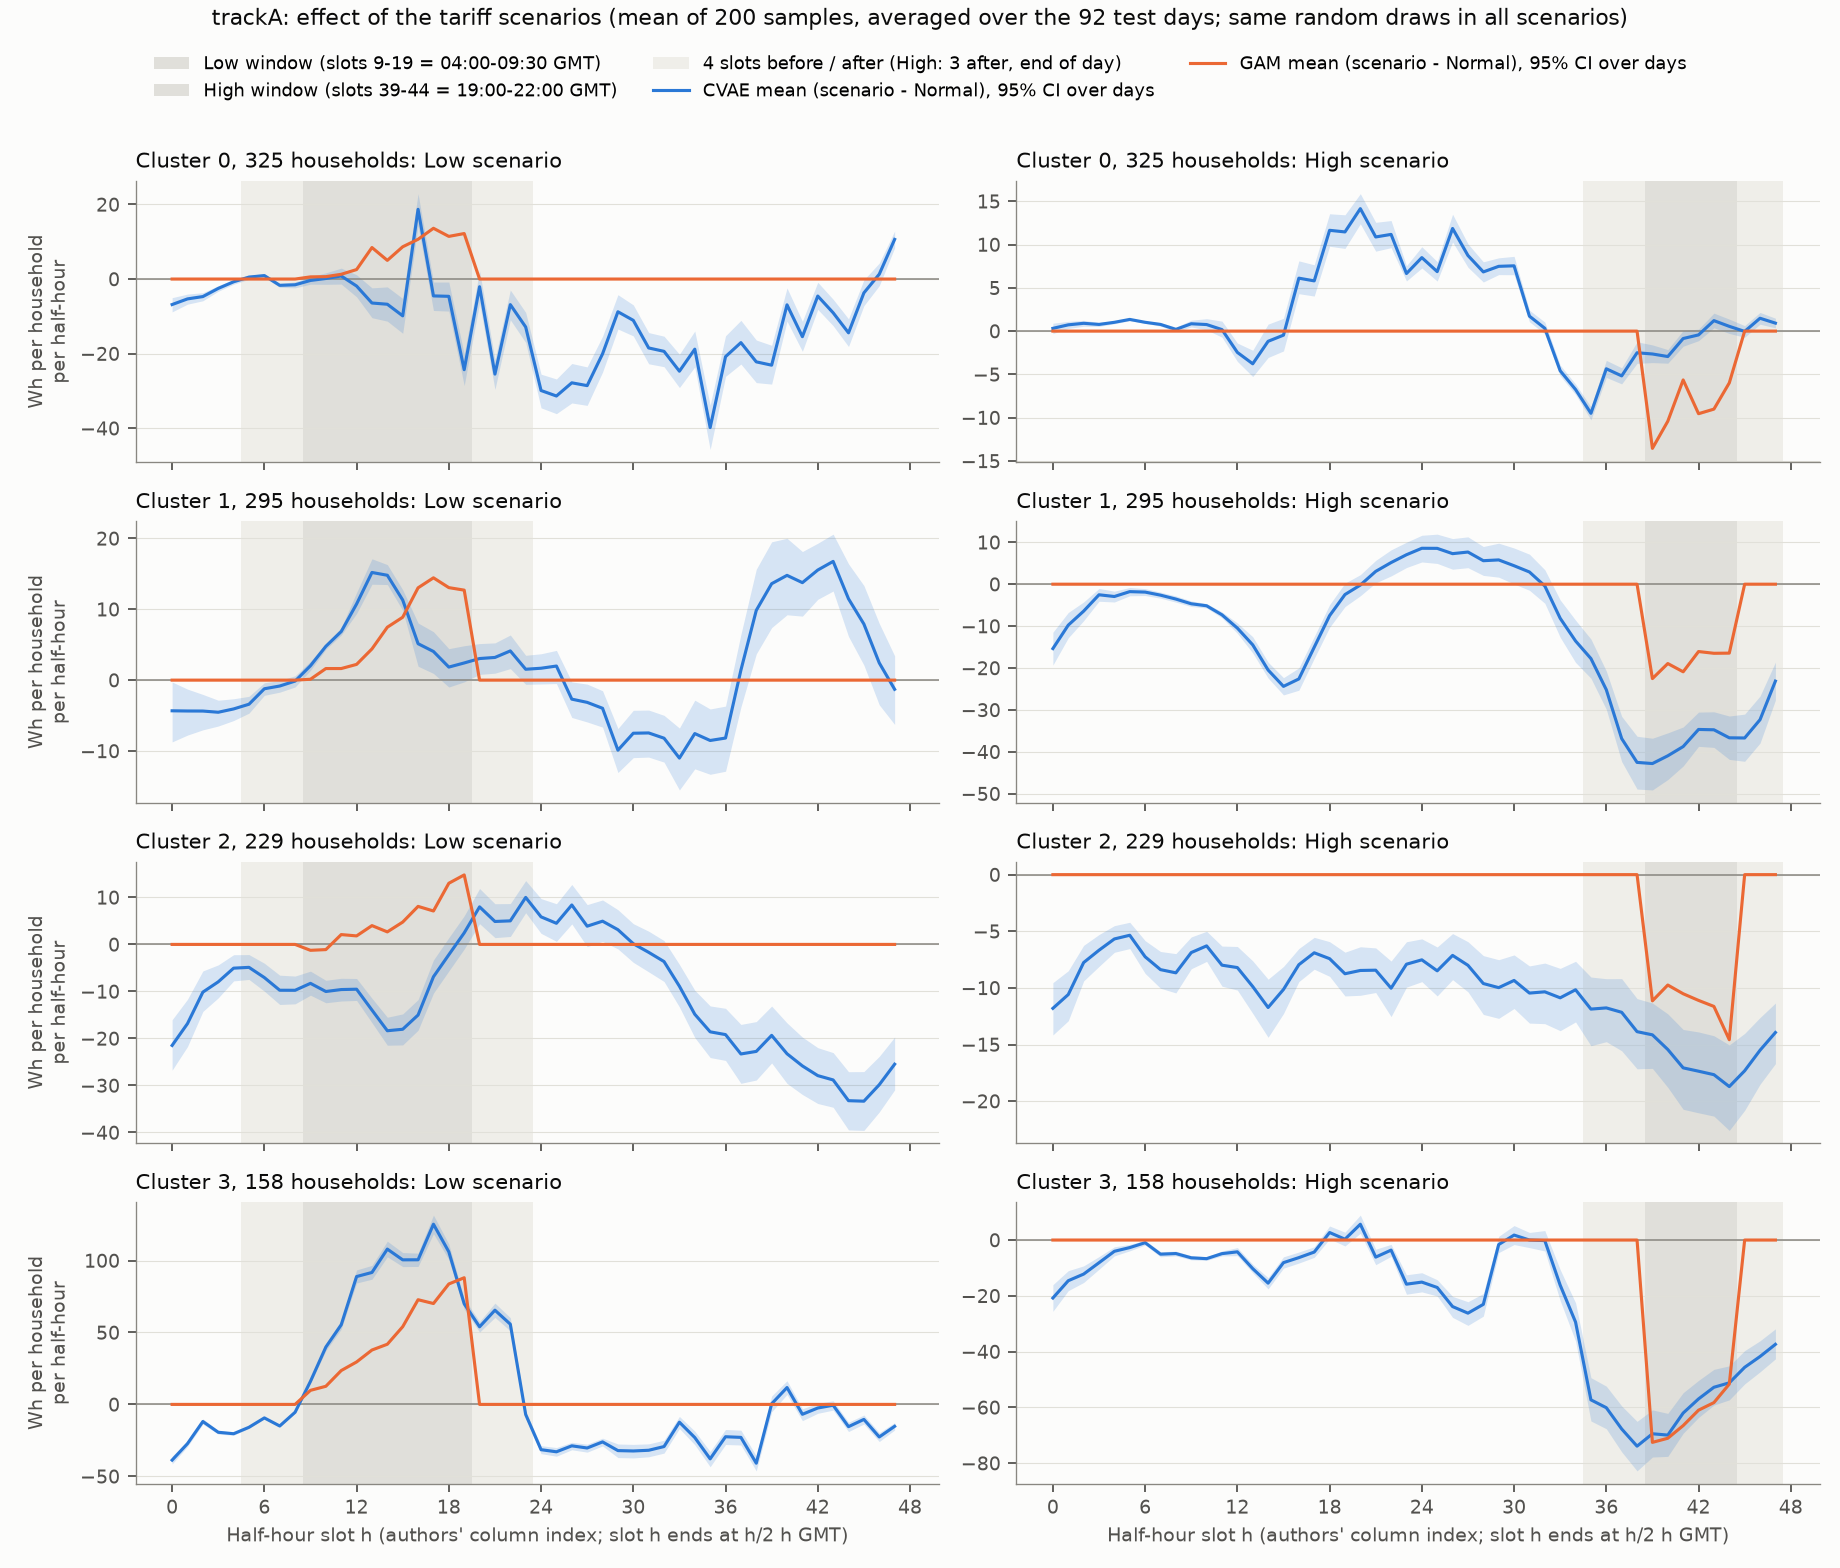 trackA: effect of the tariff scenarios (mean of 200 samples, averaged over the 92 test days; same random draws in all scenarios)
Low window (slots 9-19 = 04:00-09:30 GMT)
4 slots before / after (High: 3 after, end of day)
GAM mean (scenario - Normal), 95% CI over days
High window (slots 39-44 = 19:00-22:00 GMT)
CVAE mean (scenario - Normal), 95% CI over days
Cluster 0, 325 households: Low scenario
Wh per household
per half-hour
20
0
−20
−40
Cluster 0, 325 households: High scenario
15
10
5
0
−5
−10
−15
Cluster 1, 295 households: Low scenario
Wh per household
per half-hour
20
10
0
−10
Cluster 1, 295 households: High scenario
10
0
−10
−20
−30
−40
−50
Cluster 2, 229 households: Low scenario
Wh per household
per half-hour
10
0
−10
−20
−30
−40
Cluster 2, 229 households: High scenario
0
−5
−10
−15
−20
Cluster 3, 158 households: Low scenario
Wh per household
per half-hour
100
50
0
−50
0 6 12 18 24 30 36 42 48
Half-hour slot h (authors' column index; slot h ends at h/2 h GMT)
Cluster 3, 158 households: High scenario
0
−20
−40
−60
−80
0 6 12 18 24 30 36 42 48
Half-hour slot h (authors' column index; slot h ends at h/2 h GMT)